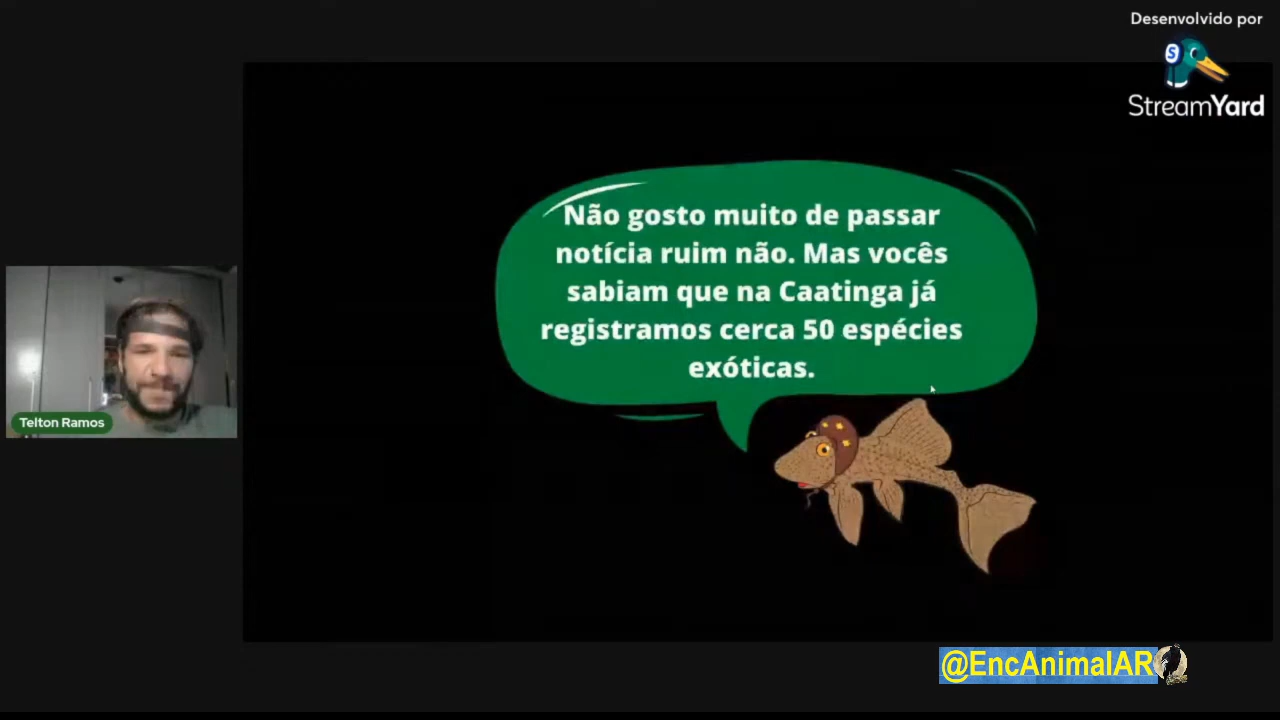 Desenvolvido por
S
StreamYard
Não gosto muito de passar
notícia ruim não. Mas vocês
sabiam que na Caatinga já
registramos cerca 50 espécies
exóticas.
Telton Ramos
@EncAnimalAR